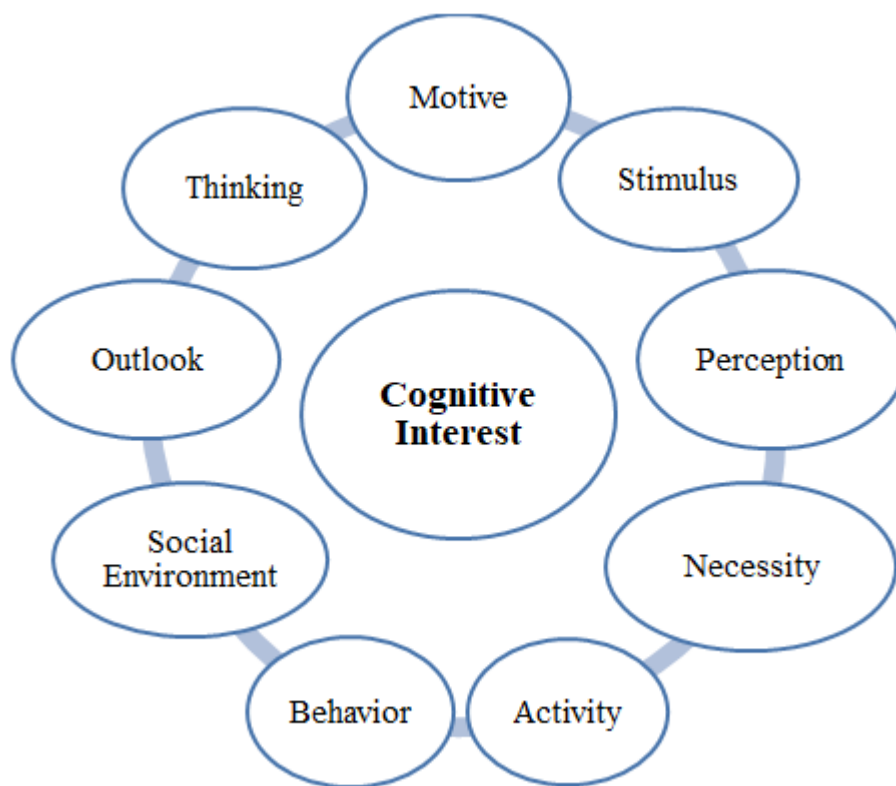 Motive
Stimulus
Perception
Necessity
Activity
Behavior
Social
Environment
Outlook
Thinking
Cognitive
Interest